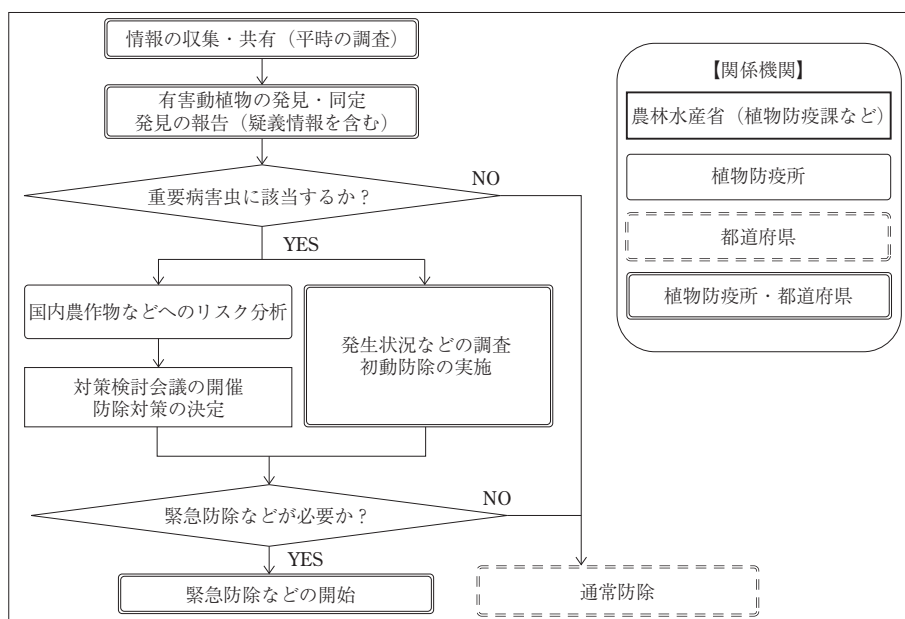 情報の収集・共有（平時の調査）
有害動植物の発見・同定
発見の報告（疑義情報を含む）
重要病害虫に該当するか？
NO
YES
国内農作物などへのリスク分析
対策検討会議の開催
防除対策の決定
発生状況などの調査
初動防除の実施
緊急防除などが必要か？
NO
YES
緊急防除などの開始
通常防除
【関係機関】
農林水産省（植物防疫課など）
植物防疫所
都道府県
植物防疫所・都道府県